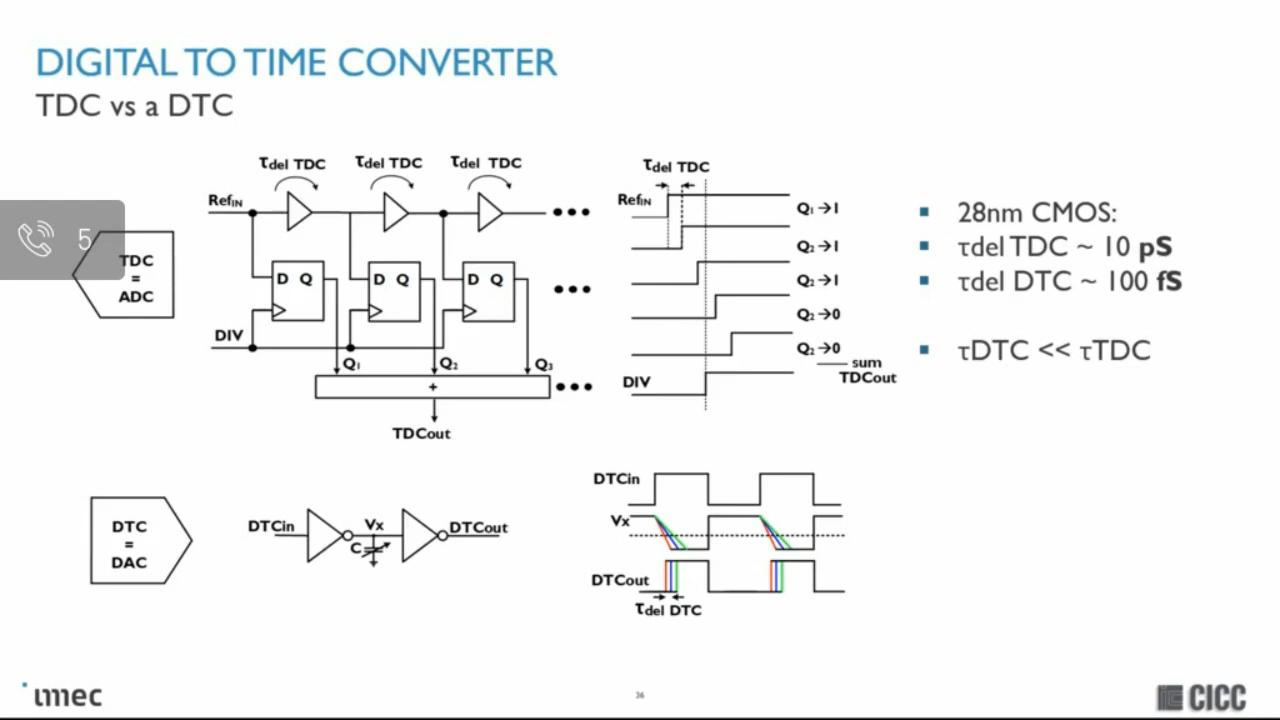 DIGITAL TO TIME CONVERTER
TDC vs a DTC
τdel TDC
τdel TDC
τdel TDC
RefIN
D Q
D Q
D Q
DIV
Q1
Q2
Q3
+
TDCout
5
TDC
=
ADC
τdel TDC
RefIN
Q1→1
Q2→1
Q2→1
Q2→0
Q2→0
sum
DIV
TDCout
28nm CMOS:
τdel TDC ~ 10 pS
τdel DTC ~ 100 fS
τDTC << τTDC
DTC
=
DAC
DTCin
Vx
DTCout
C
DTCin
Vx
DTCout
τdel DTC
imec
36
CICC